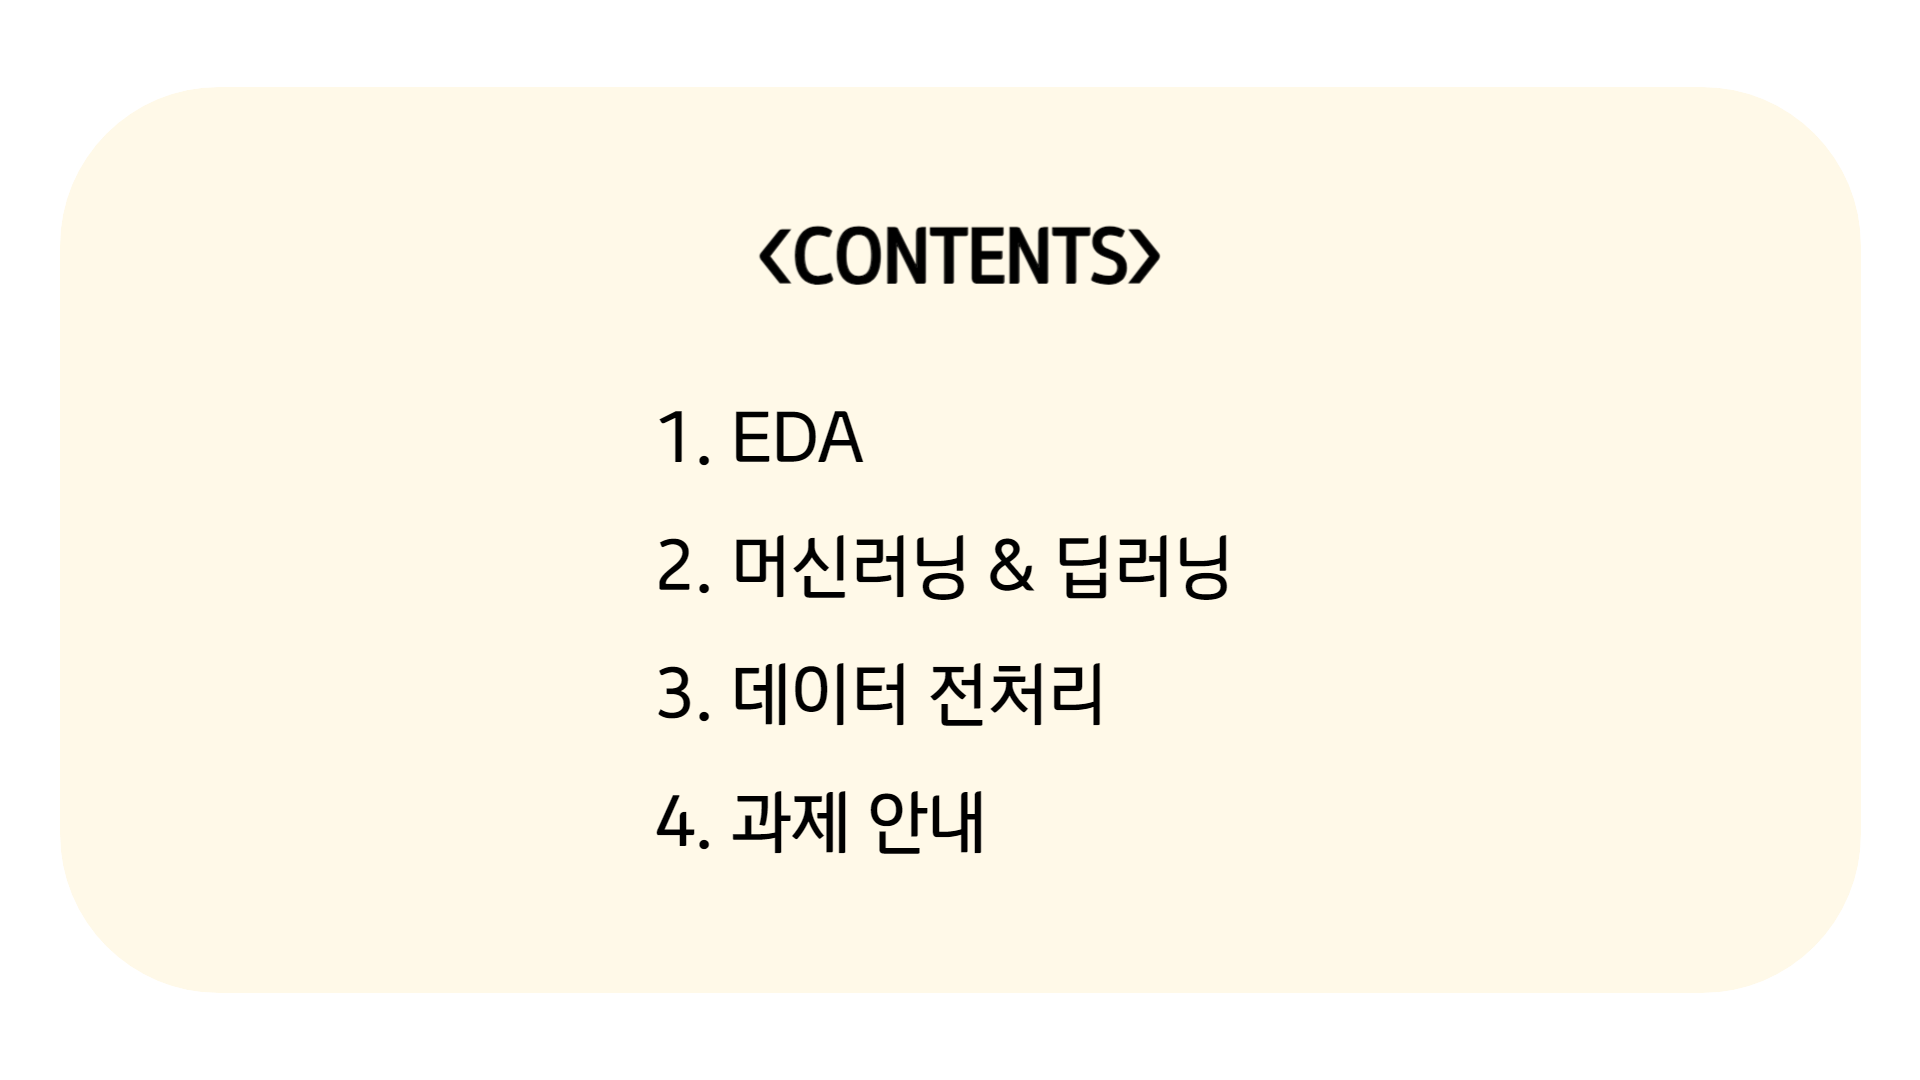 <CONTENTS>
1. EDA
2. 머신러닝 & 딥러닝
3. 데이터 전처리
4. 과제 안내